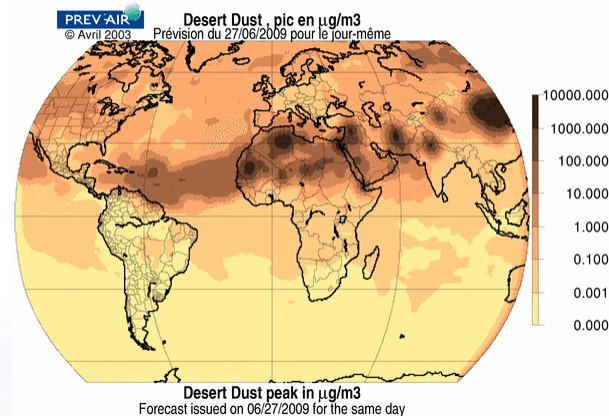 PREV'AIR
© Avril 2003
Desert Dust , pic en µg/m3
Prévision du 27/06/2009 pour le jour-même
10000.000
1000.000
100.000
10.000
1.000
0.100
0.001
0.000
Desert Dust peak in µg/m3
Forecast issued on 06/27/2009 for the same day